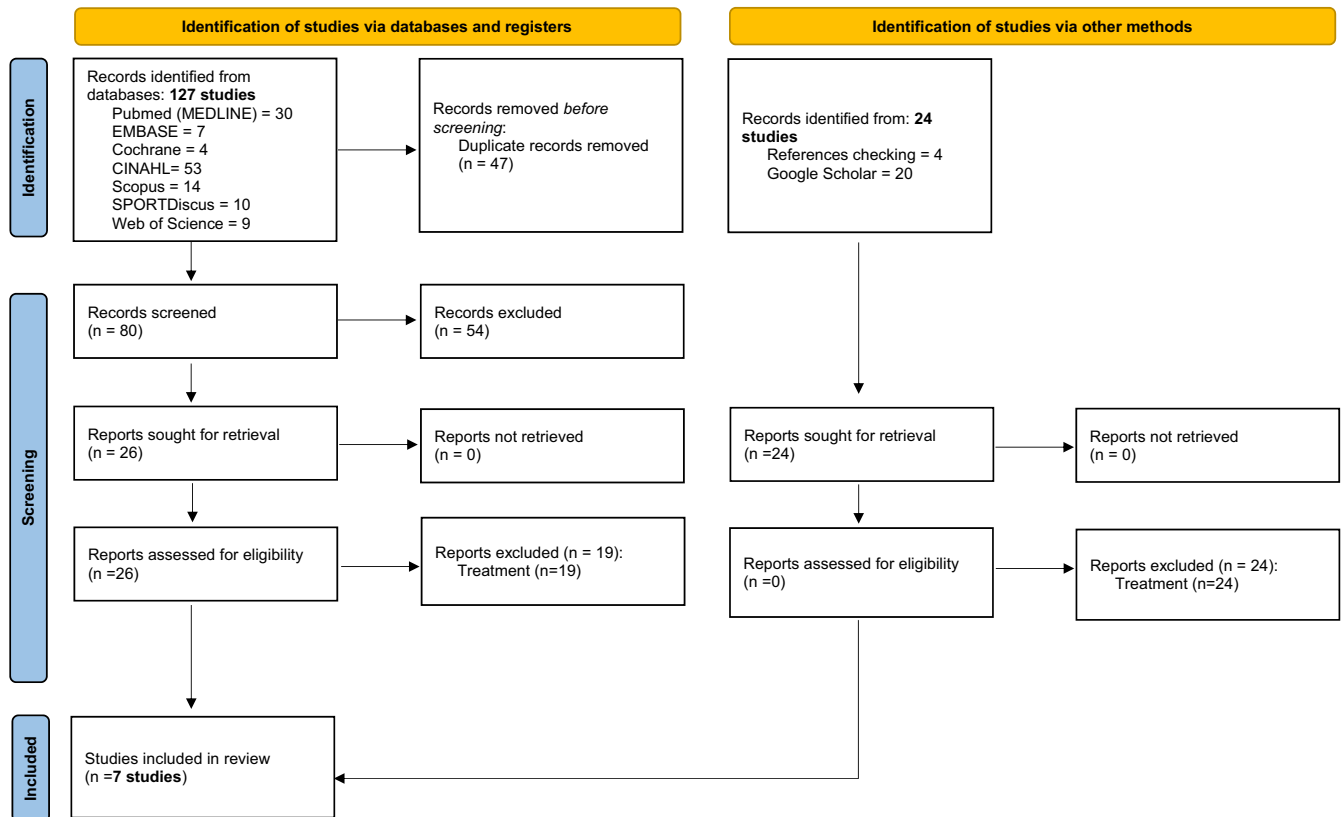 Identification of studies via databases and registers
Identification of studies via other methods
Identification
Records identified from
databases: 127 studies
Pubmed (MEDLINE) = 30
EMBASE = 7
Cochrane = 4
CINAHL= 53
Scopus = 14
SPORTDiscus = 10
Web of Science = 9
Records removed before
screening:
Duplicate records removed
(n = 47)
Records identified from: 24
studies
References checking = 4
Google Scholar = 20
Screening
Records screened
(n = 80)
Records excluded
(n = 54)
Reports sought for retrieval
(n = 26)
Reports not retrieved
(n = 0)
Reports sought for retrieval
(n =24)
Reports not retrieved
(n = 0)
Reports assessed for eligibility
(n =26)
Reports excluded (n = 19):
Treatment (n=19)
Reports assessed for eligibility
(n =0)
Reports excluded (n = 24):
Treatment (n=24)
Included
Studies included in review
(n =7 studies)